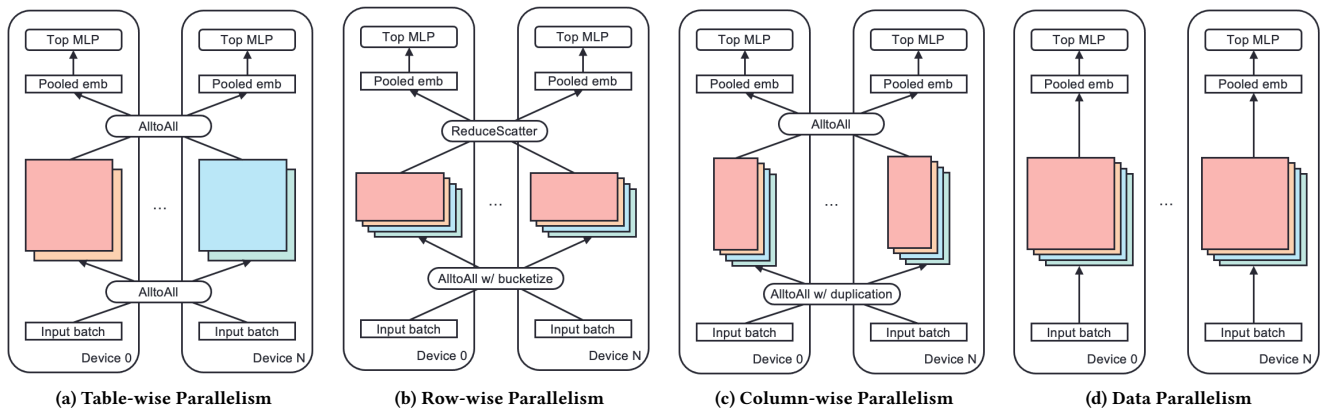 Top MLP
Top MLP
Pooled emb
Pooled emb
AlltoAll
...
AlltoAll
Input batch
Input batch
Device 0
Device N
(a) Table-wise Parallelism
Top MLP
Top MLP
Pooled emb
Pooled emb
ReduceScatter
...
AlltoAll w/ bucketize
Input batch
Input batch
Device 0
Device N
(b) Row-wise Parallelism
Top MLP
Top MLP
Pooled emb
Pooled emb
AlltoAll
...
AlltoAll w/ duplication
Input batch
Input batch
Device 0
Device N
(c) Column-wise Parallelism
Top MLP
Top MLP
Pooled emb
Pooled emb
...
Input batch
Input batch
Device 0
Device N
(d) Data Parallelism